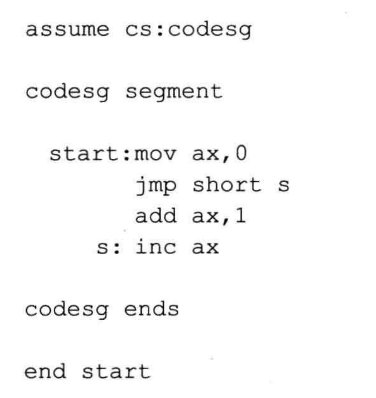 assume cs:codesg
codesg segment
start:mov ax,0
jmp short s
add ax,1
s: inc ax
codesg ends
end start